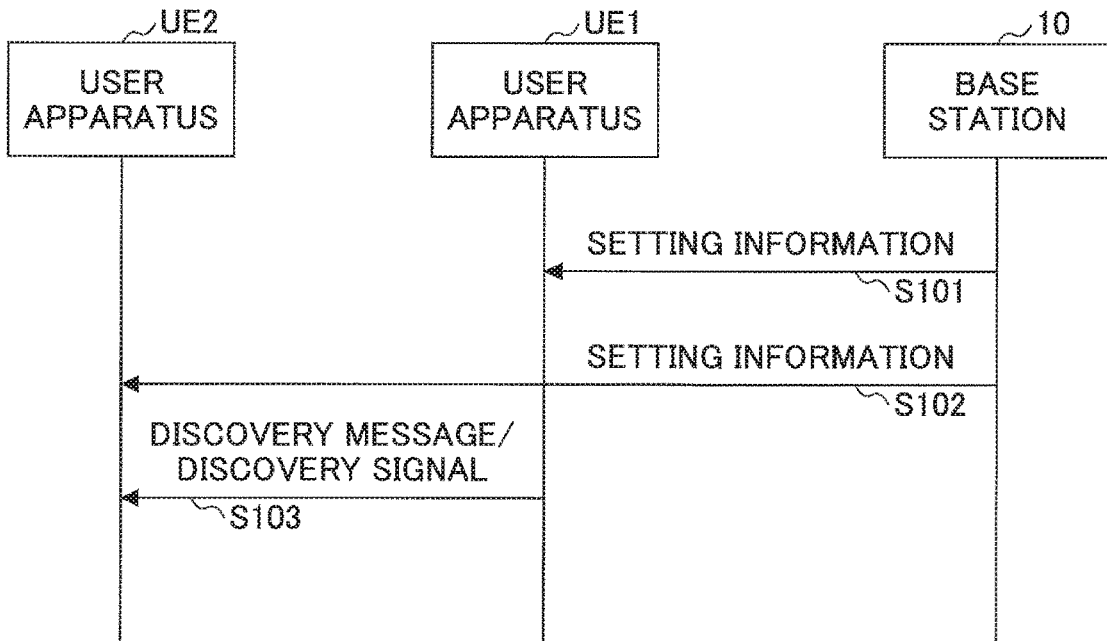 UE2
UE1
10
USER
APPARATUS
USER
APPARATUS
BASE
STATION
SETTING INFORMATION
S101
SETTING INFORMATION
S102
DISCOVERY MESSAGE/
DISCOVERY SIGNAL
S103